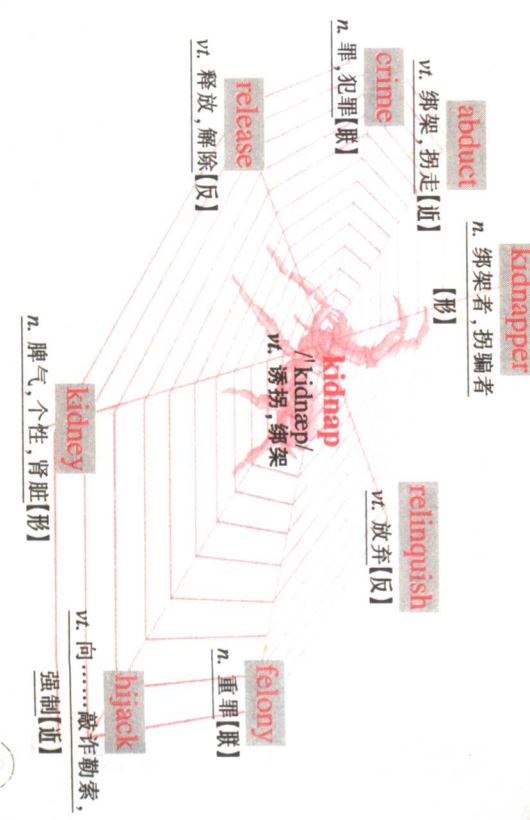 kidnapper
n. 绑架者,拐骗者
【形】
abduct
vt. 绑架,拐走【近】
crime
n. 罪,犯罪【联】
release
vt. 释放,解除【反】
kidnap
/ˈkidnæp/
vt. 诱拐,绑架
relinquish
vt. 放弃【反】
felony
n. 重罪【联】
hijack
vt. 向……敲诈勒索,
强制【近】
kidney
n. 脾气,个性,肾脏【形】